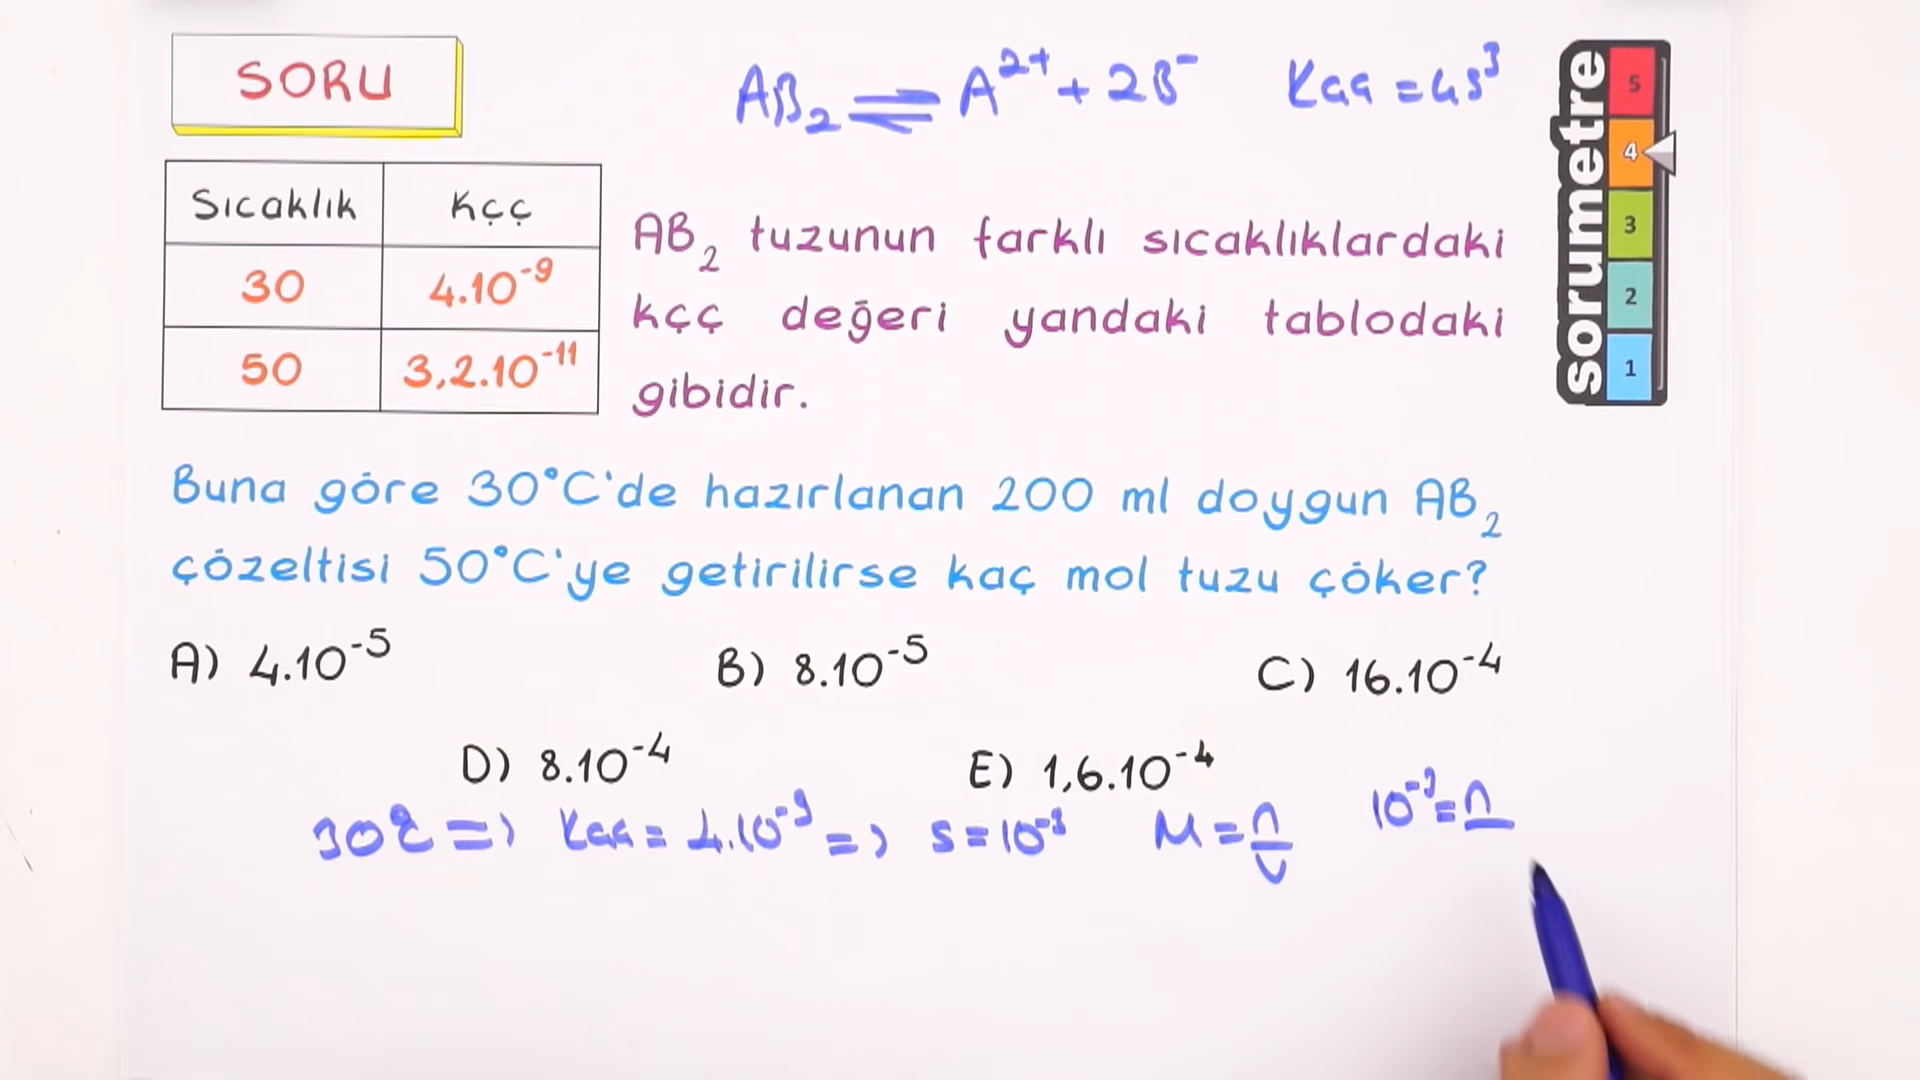 SORU
AB₂ ⇌ A²⁺ + 2B⁻ Kçç = 4s³
Sıcaklık Kçç
30 4.10⁻⁹
50 3,2.10⁻¹¹
AB₂ tuzunun farklı sıcaklıklardaki
kçç değeri yandaki tablodaki
gibidir.
sorumetre
5
4
3
2
1
Buna göre 30°C'de hazırlanan 200 ml doygun AB₂
çözeltisi 50°C'ye getirilirse kaç mol tuzu çöker?
A) 4.10⁻⁵ B) 8.10⁻⁵ C) 16.10⁻⁴
D) 8.10⁻⁴ E) 1,6.10⁻⁴
30°C => Kçç = 4.10⁻⁹ => s = 10⁻³ M = n/V 10⁻³ = n